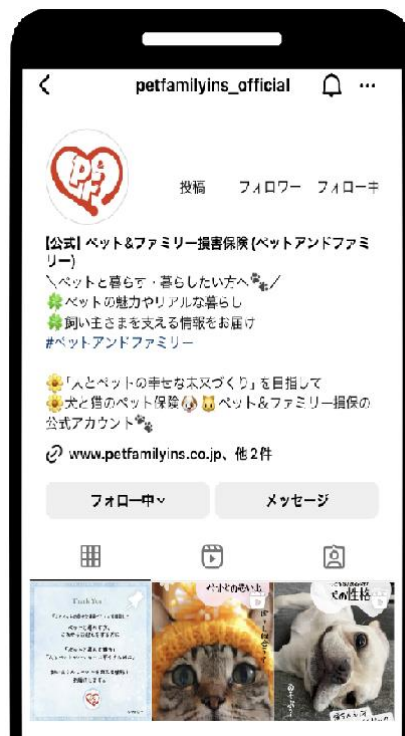 petfamilyins_official
投稿 フォロワー フォロー中
【公式】ペット&ファミリー損害保険 (ペットアンドファミ
リー)
＼ペットと暮らす・暮らしたい方へ🐾／
🍀ペットの魅力やリアルな暮らし
🍀飼い主さまを支える情報をお届け
#ペットアンドファミリー
🌼「人とペットの幸せな未来づくり」を目指して
🌼犬と猫のペット保険🐶🐱ペット&ファミリー損保の
公式アカウント🐾
www.petfamilyins.co.jp、他2件
フォロー中
メッセージ
Thank You
犬の性格